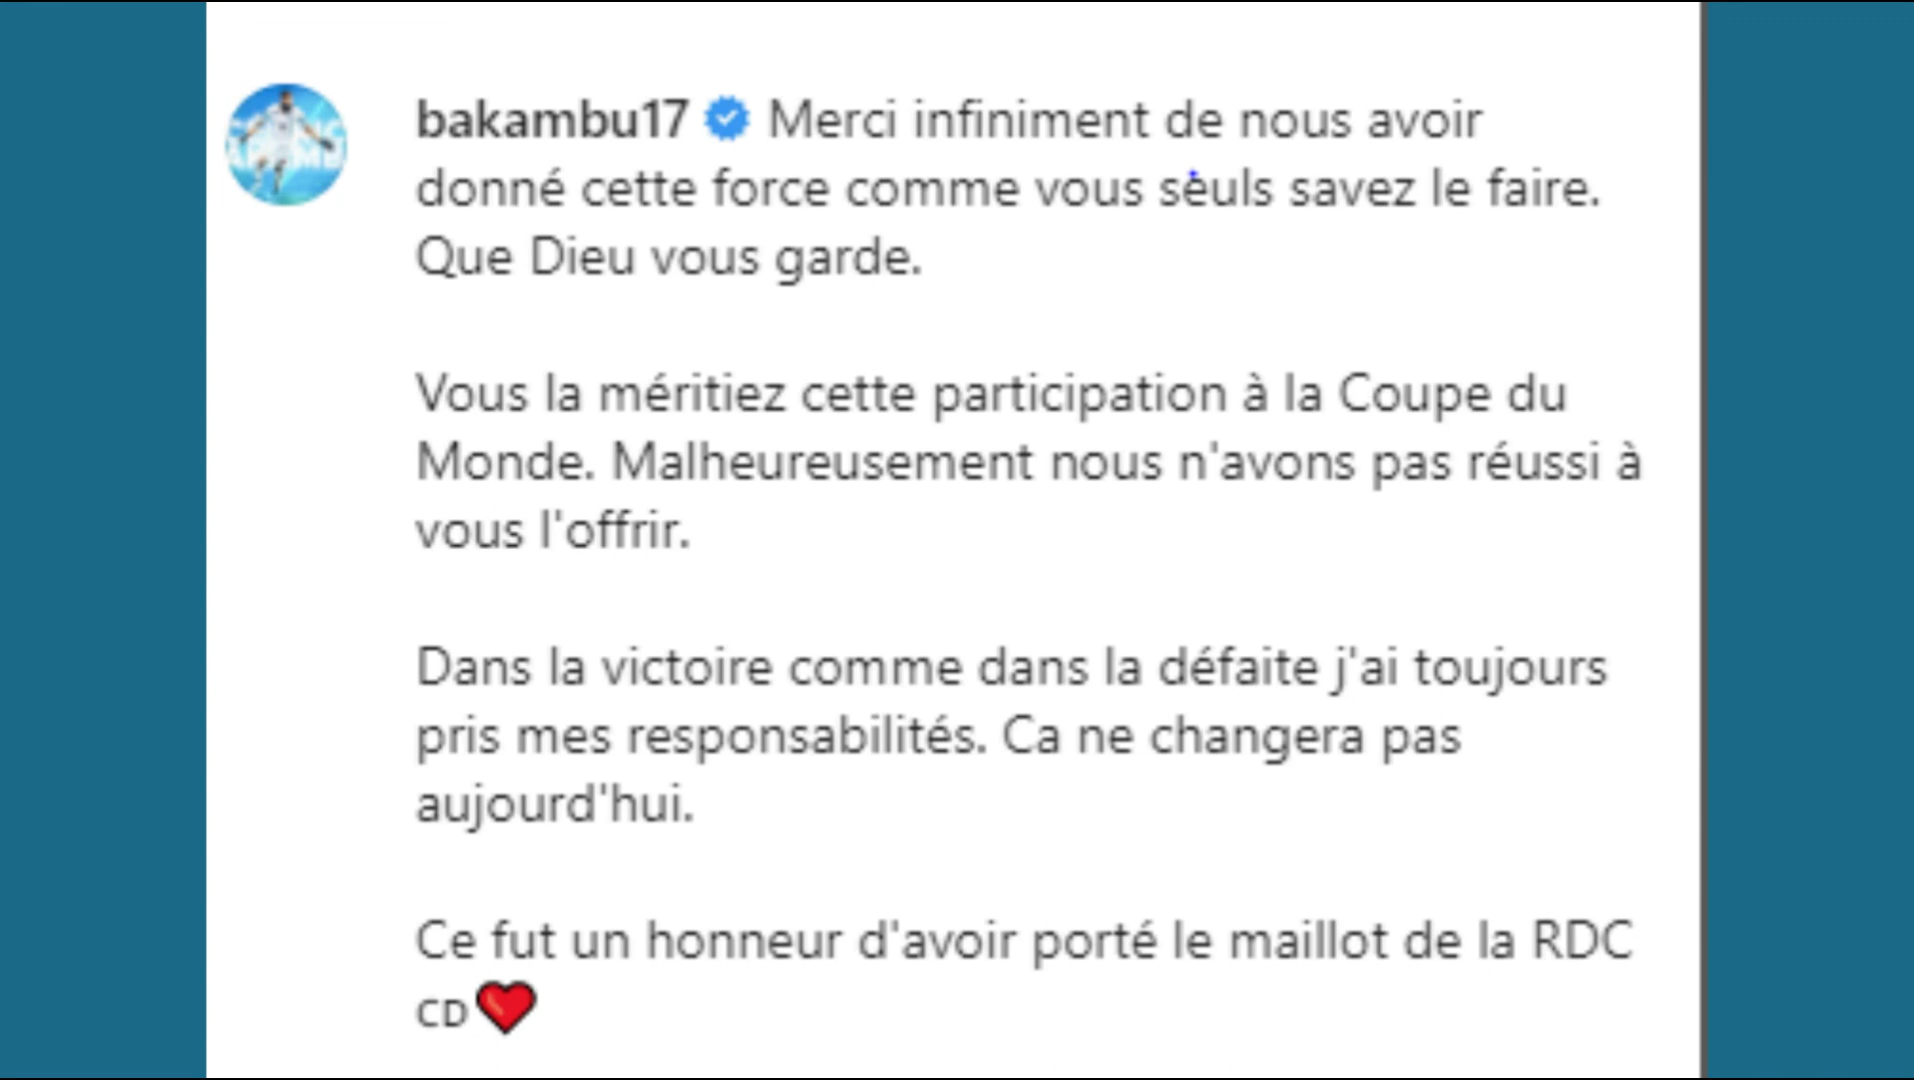 bakambu17 Merci infiniment de nous avoir
donné cette force comme vous seuls savez le faire.
Que Dieu vous garde.
Vous la méritiez cette participation à la Coupe du
Monde. Malheureusement nous n'avons pas réussi à
vous l'offrir.
Dans la victoire comme dans la défaite j'ai toujours
pris mes responsabilités. Ca ne changera pas
aujourd'hui.
Ce fut un honneur d'avoir porté le maillot de la RDC
CD❤️